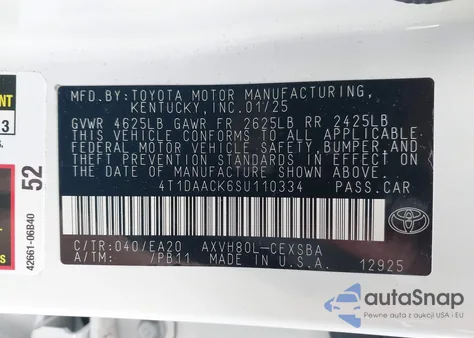 MFD.BY:TOYOTA MOTOR MANUFACTURING,
KENTUCKY,INC.01/25
GVWR 4625LB GAWR FR 2625LB RR 2425LB
THIS VEHICLE CONFORMS TO ALL APPLICABLE
FEDERAL MOTOR VEHICLE SAFETY, BUMPER, AND
THEFT PREVENTION STANDARDS IN EFFECT ON
THE DATE OF MANUFACTURE SHOWN ABOVE.
4T1DAACK6SU110334 PASS.CAR
C/TR:040/EA20 AXVH80L-CEXSBA
A/TM: /PB11 MADE IN U.S.A. 12925
TOYOTA
52
42661-06B40
3
autoSnap
Pewne auta z aukcji USA i EU